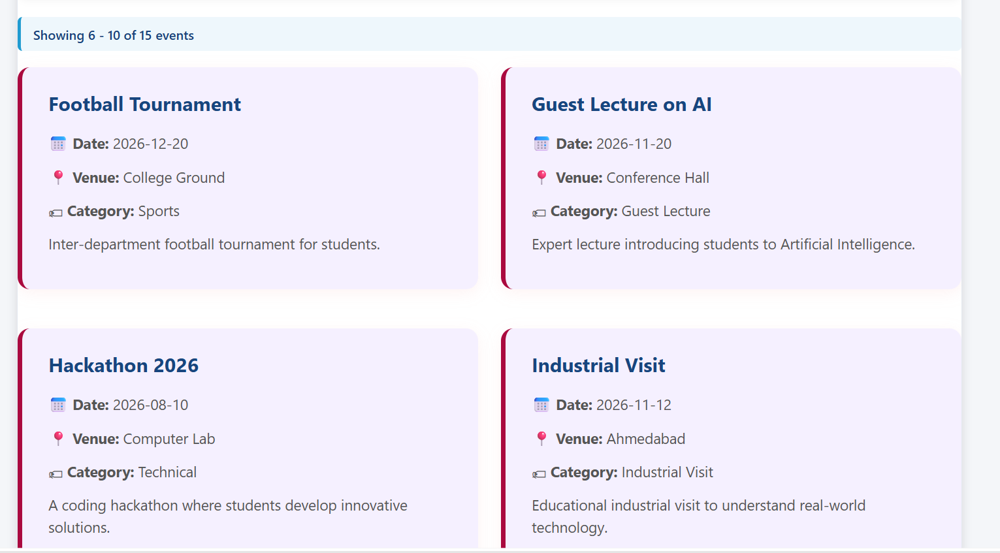 Showing 6 - 10 of 15 events
Football Tournament
Date: 2026-12-20
Venue: College Ground
Category: Sports
Inter-department football tournament for students.
Guest Lecture on AI
Date: 2026-11-20
Venue: Conference Hall
Category: Guest Lecture
Expert lecture introducing students to Artificial Intelligence.
Hackathon 2026
Date: 2026-08-10
Venue: Computer Lab
Category: Technical
A coding hackathon where students develop innovative
solutions.
Industrial Visit
Date: 2026-11-12
Venue: Ahmedabad
Category: Industrial Visit
Educational industrial visit to understand real-world
technology.